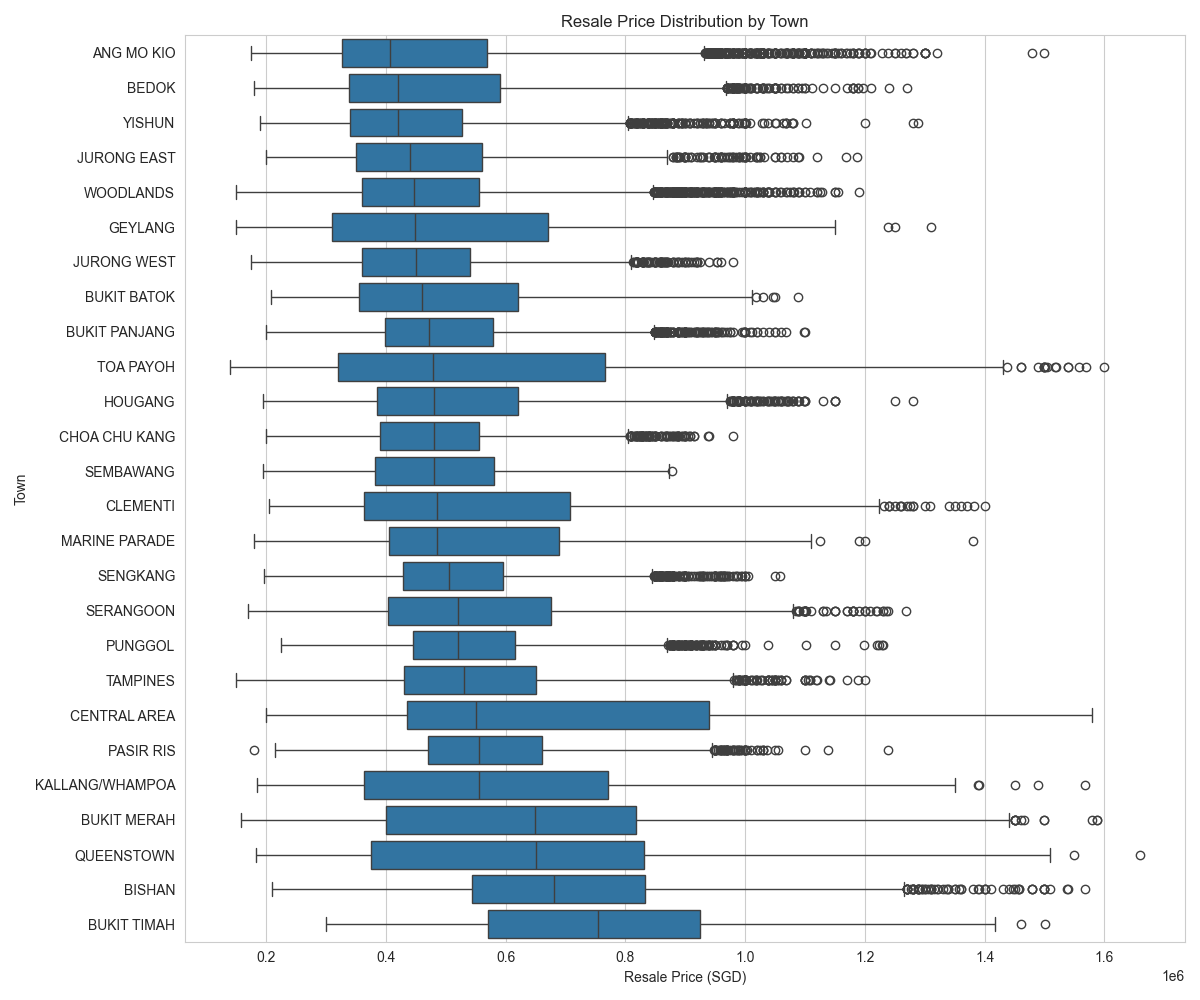 Resale Price Distribution by Town
ANG MO KIO
BEDOK
YISHUN
JURONG EAST
WOODLANDS
GEYLANG
JURONG WEST
BUKIT BATOK
BUKIT PANJANG
TOA PAYOH
HOUGANG
CHOA CHU KANG
SEMBAWANG
CLEMENTI
MARINE PARADE
SENGKANG
SERANGOON
PUNGGOL
TAMPINES
CENTRAL AREA
PASIR RIS
KALLANG/WHAMPOA
BUKIT MERAH
QUEENSTOWN
BISHAN
BUKIT TIMAH
Town
0.2 0.4 0.6 0.8 1.0 1.2 1.4 1.6
Resale Price (SGD)
1e6